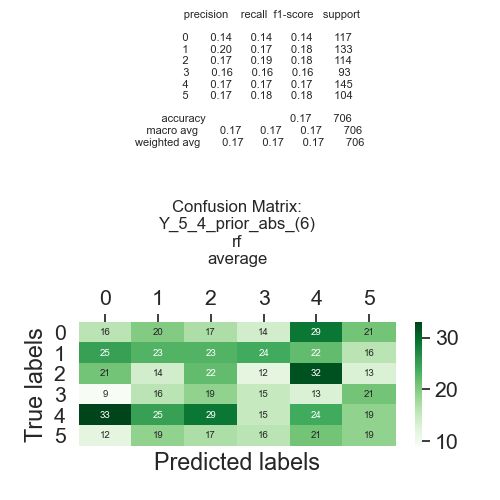 precision recall f1-score support
0 0.14 0.14 0.14 117
1 0.20 0.17 0.18 133
2 0.17 0.19 0.18 114
3 0.16 0.16 0.16 93
4 0.17 0.17 0.17 145
5 0.17 0.18 0.18 104
accuracy 0.17 706
macro avg 0.17 0.17 0.17 706
weighted avg 0.17 0.17 0.17 706
Confusion Matrix:
Y_5_4_prior_abs_(6)
rf
average
0 1 2 3 4 5
0 16 20 17 14 29 21
1 25 23 23 24 22 16
2 21 14 22 12 32 13
3 9 16 19 15 13 21
4 33 25 29 15 24 19
5 12 19 17 16 21 19
True labels
Predicted labels
30
20
10